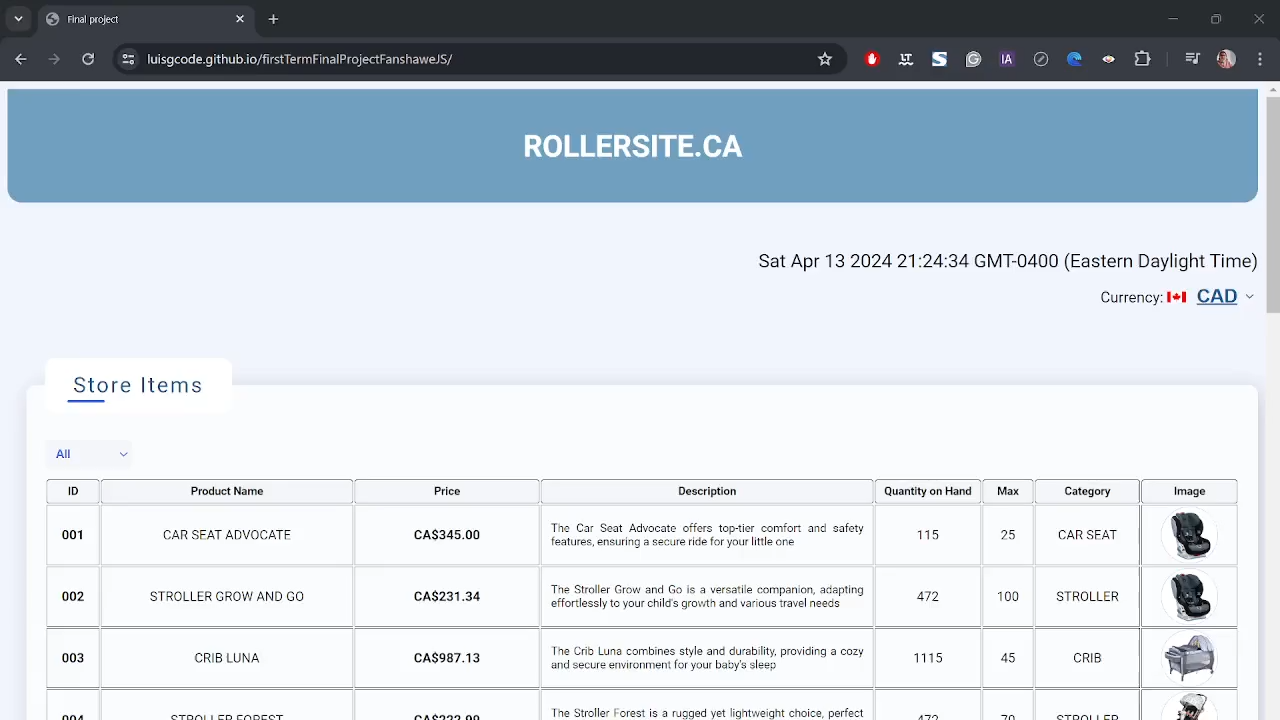 Final project
luisgcode.github.io/firstTermFinalProjectFanshaweJS/
IA
ROLLERSITE.CA
Sat Apr 13 2024 21:24:34 GMT-0400 (Eastern Daylight Time)
Currency: CAD
Store Items
All
ID Product Name Price Description Quantity on Hand Max Category Image
001 CAR SEAT ADVOCATE CA$345.00 The Car Seat Advocate offers top-tier comfort and safety
features, ensuring a secure ride for your little one 115 25 CAR SEAT
002 STROLLER GROW AND GO CA$231.34 The Stroller Grow and Go is a versatile companion, adapting
effortlessly to your child's growth and various travel needs 472 100 STROLLER
003 CRIB LUNA CA$987.13 The Crib Luna combines style and durability, providing a cozy
and secure environment for your baby's sleep 1115 45 CRIB
004 STROLLER FOREST CA$222.99 The Stroller Forest is a rugged yet lightweight choice, perfect 472 70 STROLLER